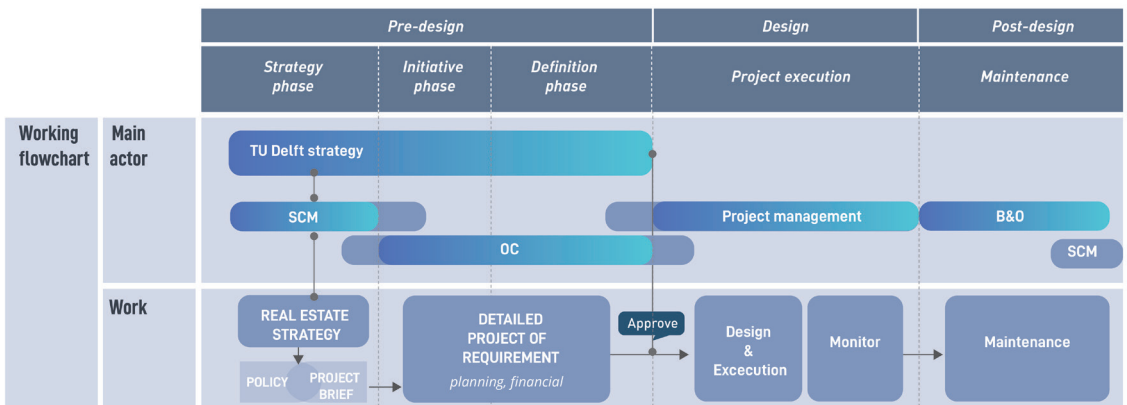 Pre-design
Design
Post-design
Strategy
phase
Initiative
phase
Definition
phase
Project execution
Maintenance
Working
flowchart
Main
actor
TU Delft strategy
SCM
Project management
B&O
OC
SCM
Work
REAL ESTATE
STRATEGY
POLICY
PROJECT
BRIEF
DETAILED
PROJECT OF
REQUIREMENT
planning, financial
Approve
Design
&
Excecution
Monitor
Maintenance